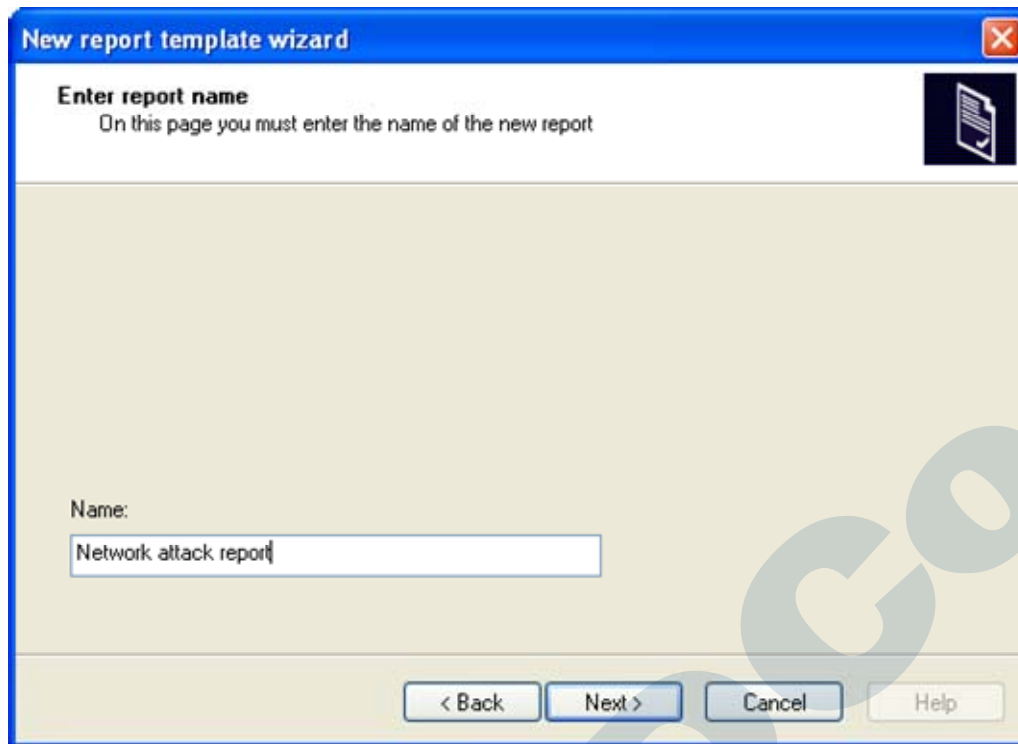 New report template wizard
Enter report name
On this page you must enter the name of the new report
Name:
Network attack report
< Back
Next >
Cancel
Help